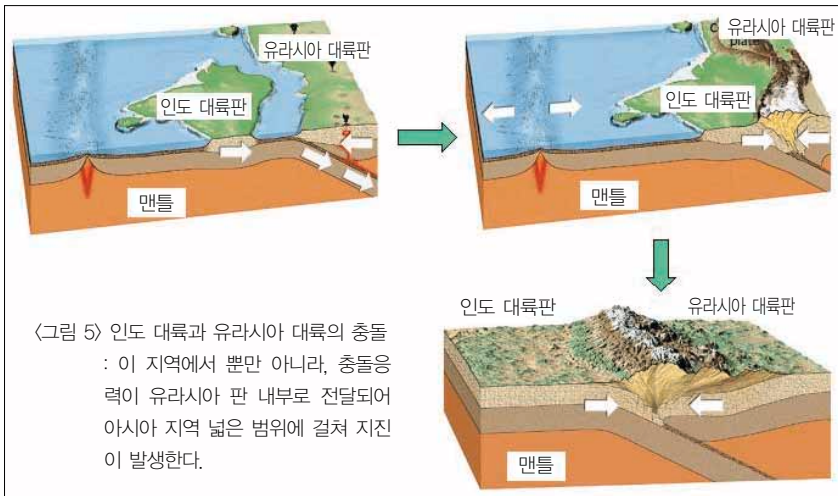 유라시아 대륙판
인도 대륙판
맨틀
유라시아 대륙판
plate
인도 대륙판
맨틀
인도 대륙판
유라시아 대륙판
맨틀
〈그림 5〉 인도 대륙과 유라시아 대륙의 충돌
: 이 지역에서 뿐만 아니라, 충돌응
력이 유라시아 판 내부로 전달되어
아시아 지역 넓은 범위에 걸쳐 지진
이 발생한다.